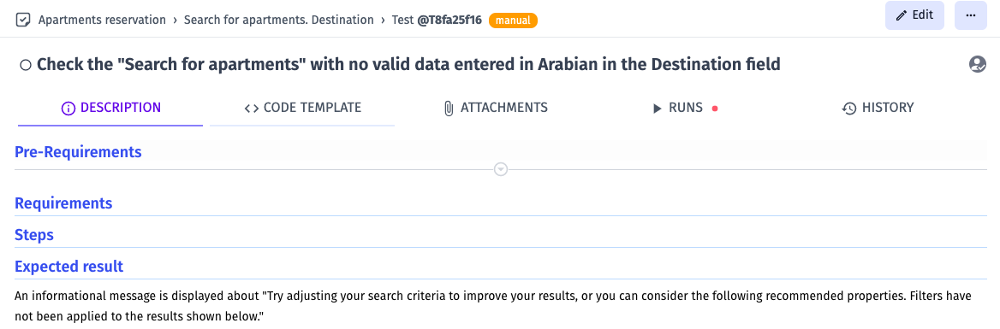 Apartments reservation › Search for apartments. Destination › Test @T8fa25f16 manual
Edit
...
Check the "Search for apartments" with no valid data entered in Arabian in the Destination field
DESCRIPTION
<> CODE TEMPLATE
ATTACHMENTS
RUNS
HISTORY
Pre-Requirements
Requirements
Steps
Expected result
An informational message is displayed about "Try adjusting your search criteria to improve your results, or you can consider the following recommended properties. Filters have
not been applied to the results shown below."